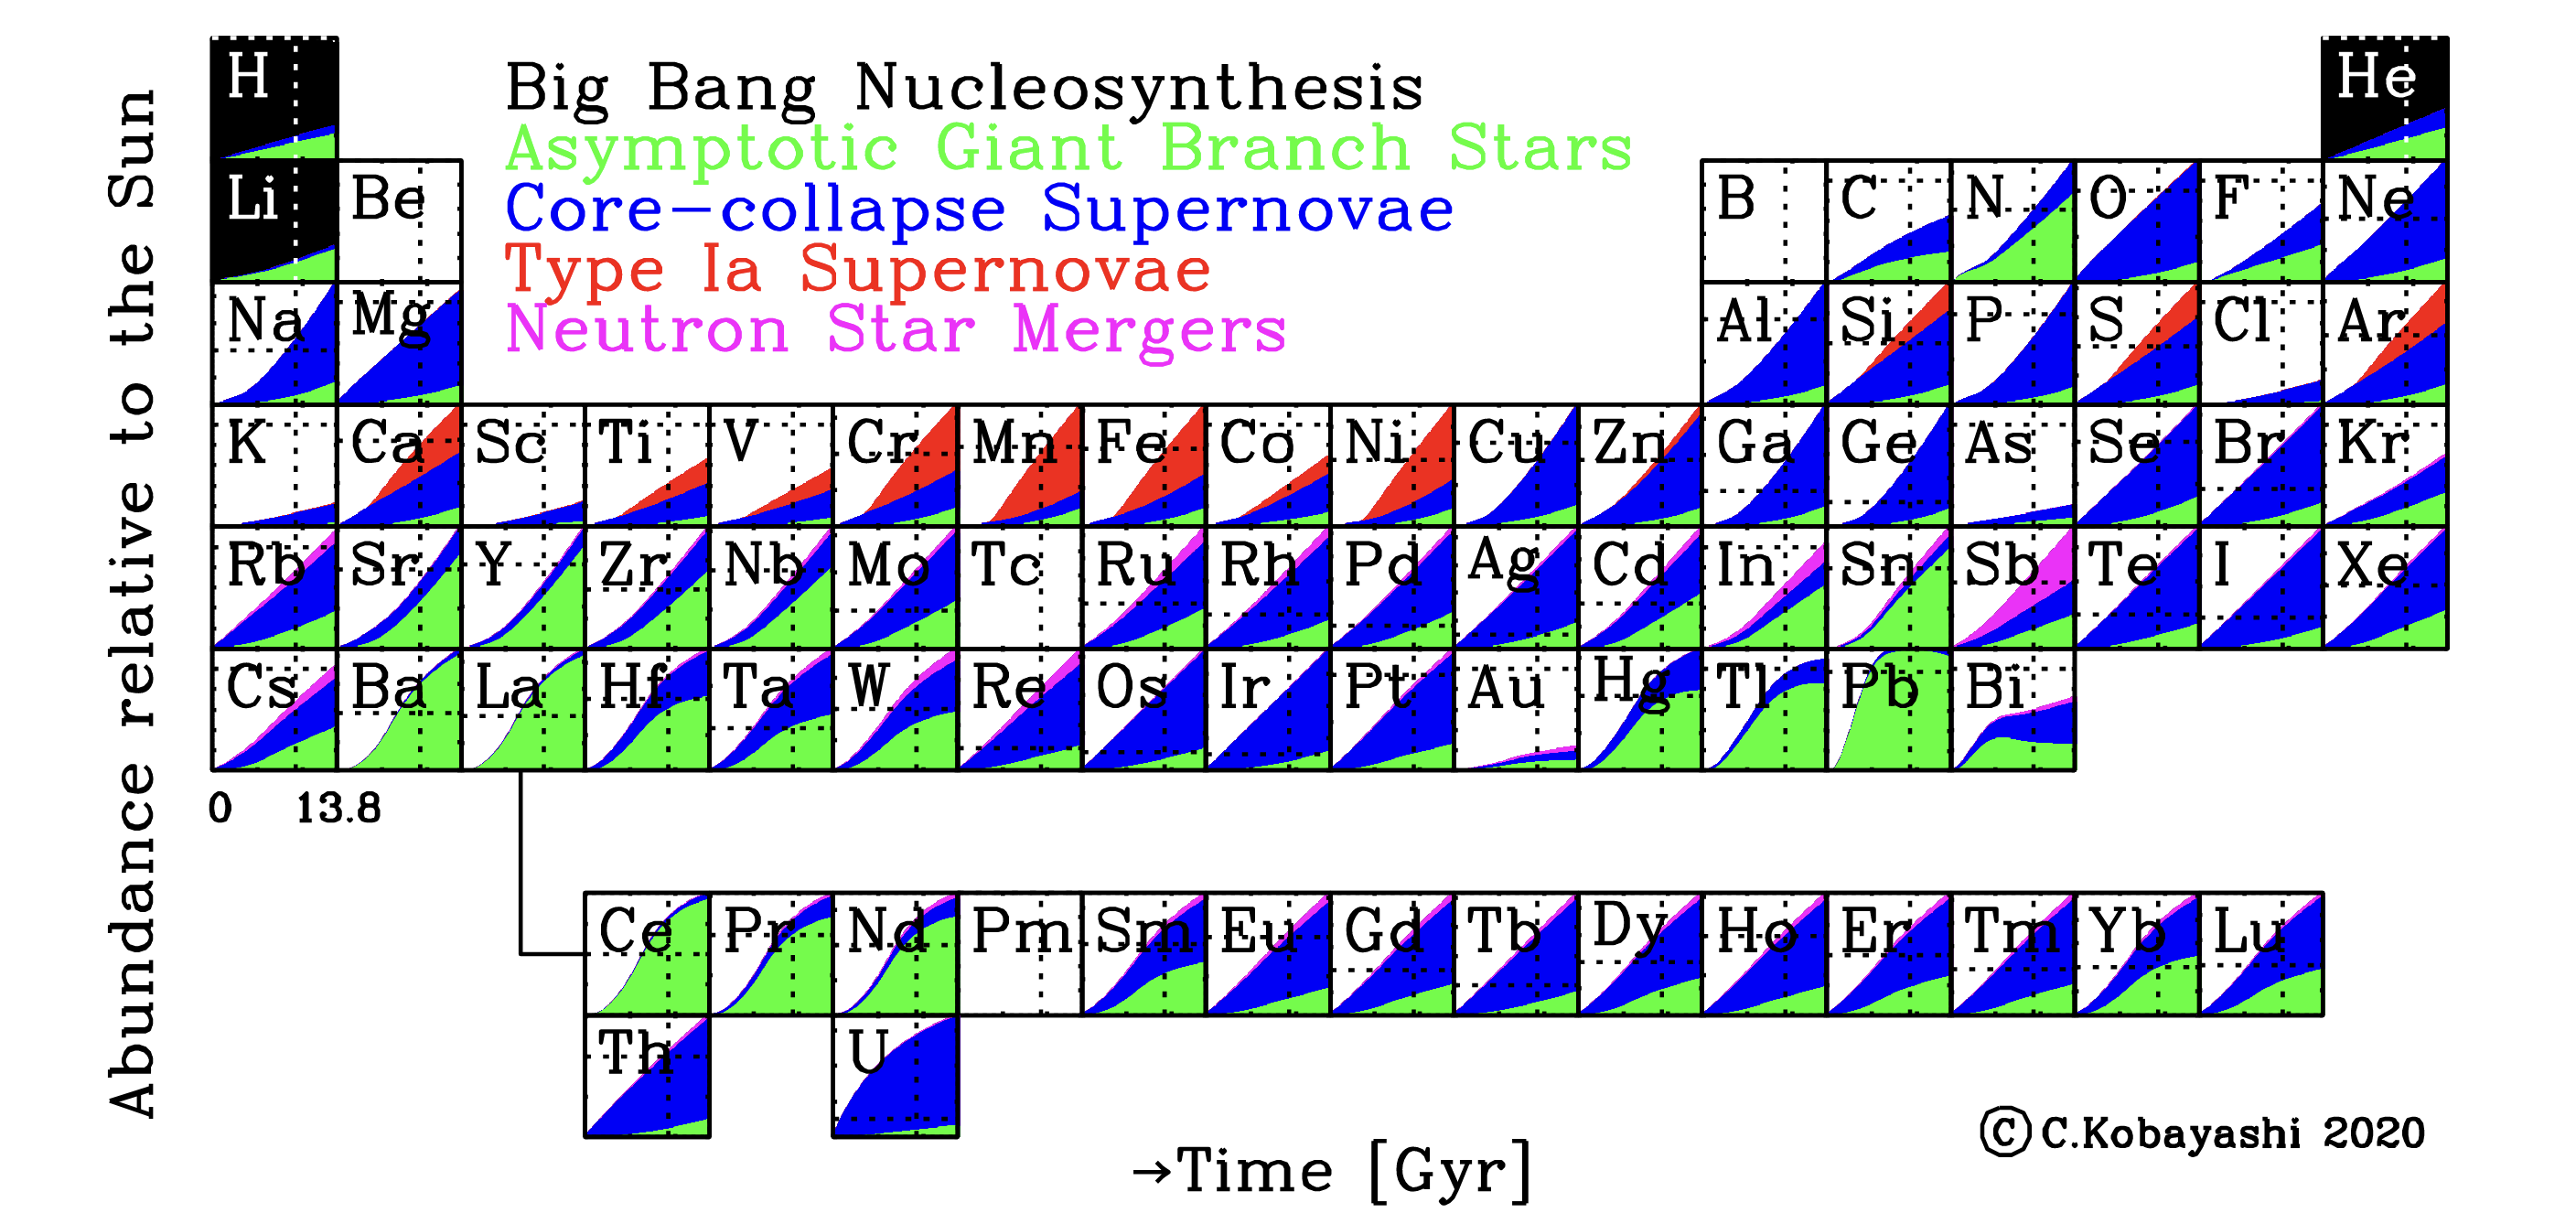 Abundance relative to the Sun
H He
Big Bang Nucleosynthesis
Asymptotic Giant Branch Stars
Core-collapse Supernovae
Type Ia Supernovae
Neutron Star Mergers
Li Be B C N O F Ne
Na Mg Al Si P S Cl Ar
K Ca Sc Ti V Cr Mn Fe Co Ni Cu Zn Ga Ge As Se Br Kr
Rb Sr Y Zr Nb Mo Tc Ru Rh Pd Ag Cd In Sn Sb Te I Xe
Cs Ba La Hf Ta W Re Os Ir Pt Au Hg Tl Pb Bi
0 13.8
Ce Pr Nd Pm Sm Eu Gd Tb Dy Ho Er Tm Yb Lu
Th U
→Time [Gyr]
© C.Kobayashi 2020